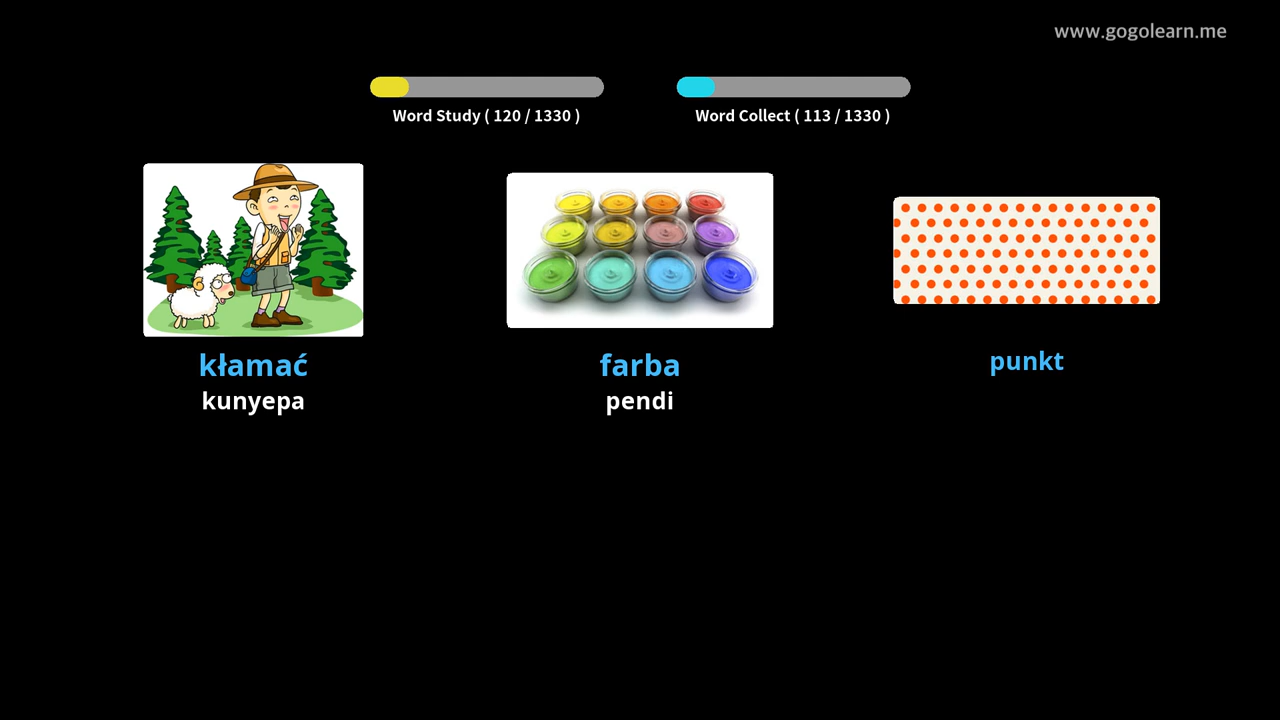 www.gogolearn.me
Word Study ( 120 / 1330 )
Word Collect ( 113 / 1330 )
kłamać
kunyepa
farba
pendi
punkt